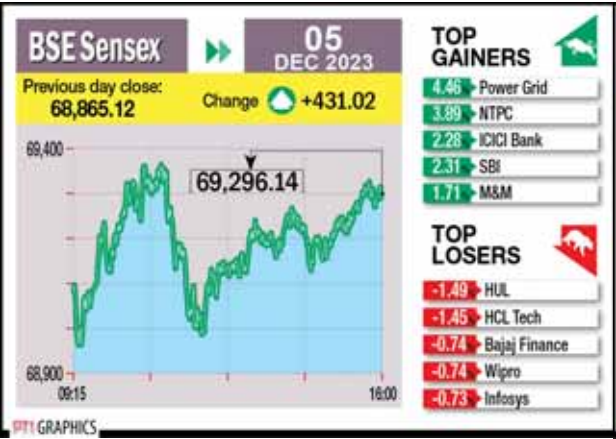 BSE Sensex
05
DEC 2023
Previous day close:
68,865.12
Change
+431.02
69,400
69,296.14
68,900
09:15
16:00
TOP
GAINERS
4.46 Power Grid
3.89 NTPC
2.28 ICICI Bank
2.31 SBI
1.71 M&M
TOP
LOSERS
-1.49 HUL
-1.45 HCL Tech
-0.74 Bajaj Finance
-0.74 Wipro
-0.73 Infosys
PTI GRAPHICS